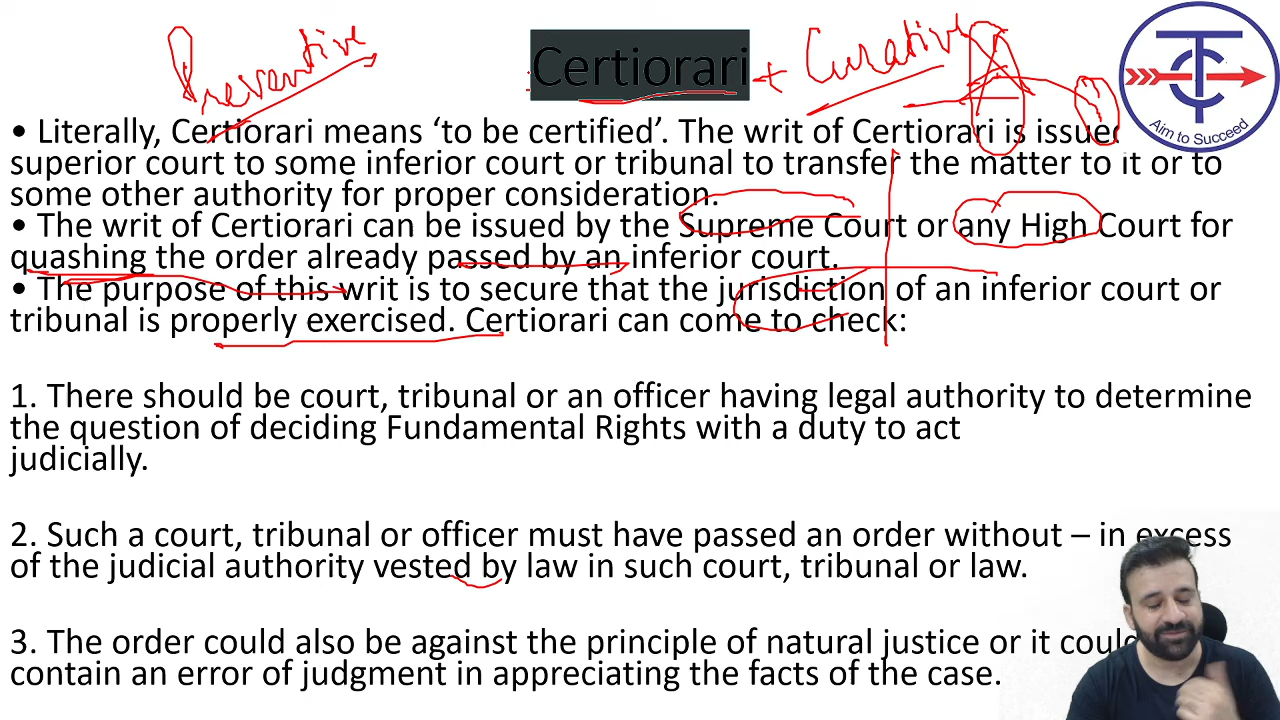 Preventive
Certiorari + Curative
Aim to Succeed
• Literally, Certiorari means ‘to be certified’. The writ of Certiorari is issued
superior court to some inferior court or tribunal to transfer the matter to it or to
some other authority for proper consideration.
• The writ of Certiorari can be issued by the Supreme Court or any High Court for
quashing the order already passed by an inferior court.
• The purpose of this writ is to secure that the jurisdiction of an inferior court or
tribunal is properly exercised. Certiorari can come to check:
1. There should be court, tribunal or an officer having legal authority to determine
the question of deciding Fundamental Rights with a duty to act
judicially.
2. Such a court, tribunal or officer must have passed an order without – in excess
of the judicial authority vested by law in such court, tribunal or law.
3. The order could also be against the principle of natural justice or it could
contain an error of judgment in appreciating the facts of the case.